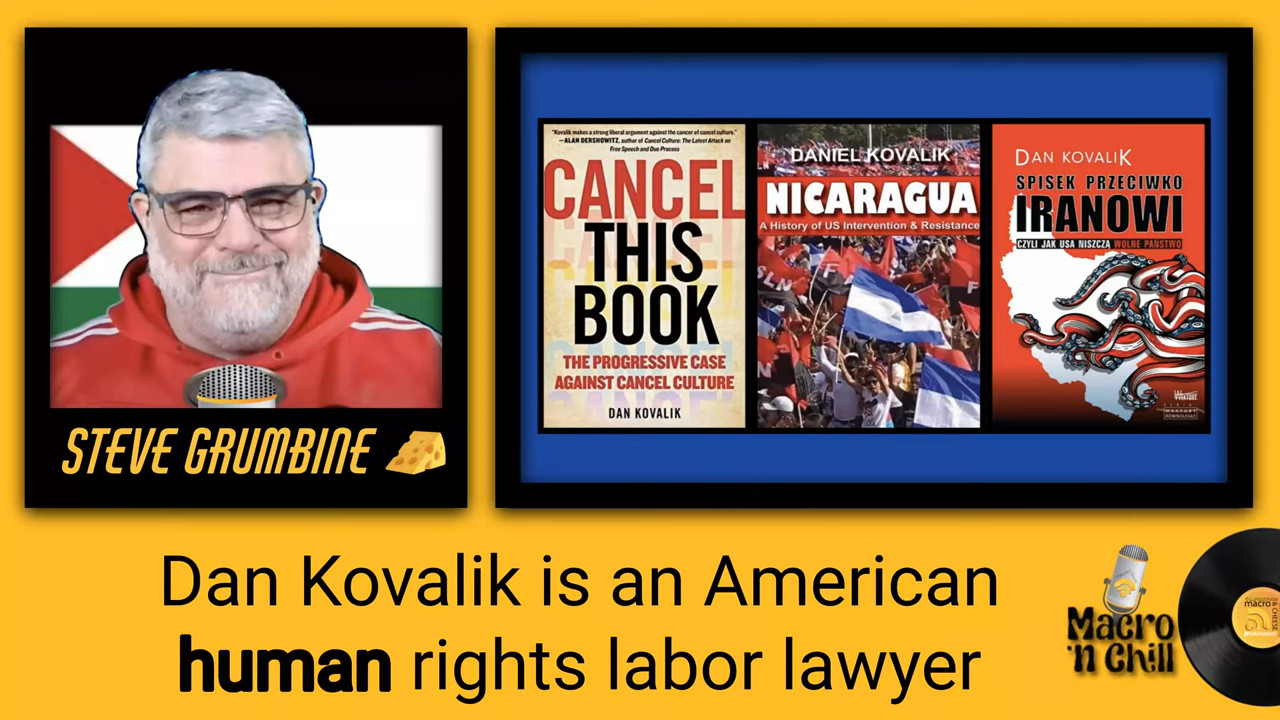 STEVE GRUMBINE
"Kovalik makes a strong liberal argument against the cancer of cancel culture."
—ALAN DERSHOWITZ, author of Cancel Culture: The Latest Attack on
Free Speech and Due Process
CANCEL
THIS
BOOK
THE PROGRESSIVE CASE
AGAINST CANCEL CULTURE
DAN KOVALIK
DANIEL KOVALIK
NICARAGUA
A History of US Intervention & Resistance
DAN KOVALIK
SPISEK PRZECIWKO
IRANOWI
CZYLI JAK USA NISZCZĄ WOLNE PAŃSTWO
Dan Kovalik is an American
human rights labor lawyer
Macro
'N Chill
macro
& CHEESE